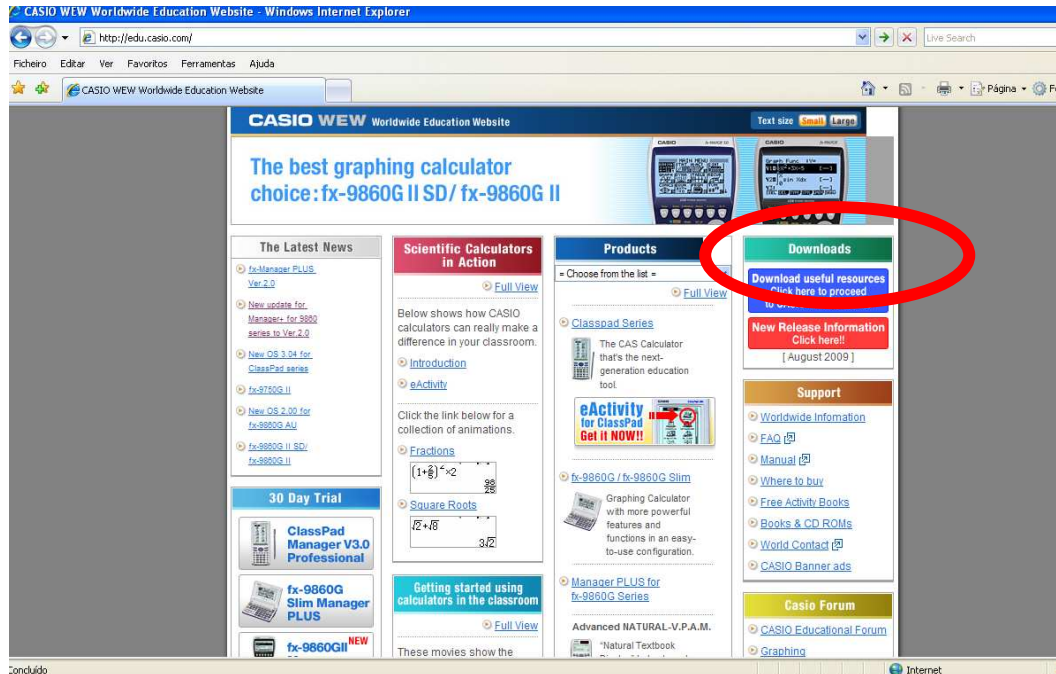 CASIO WEW Worldwide Education Website - Windows Internet Explorer
http://edu.casio.com/
Live Search
Ficheiro Editar Ver Favoritos Ferramentas Ajuda
CASIO WEW Worldwide Education Website
Página
CASIO WEW Worldwide Education Website
Text size Small Large
The best graphing calculator
choice:fx-9860G II SD/ fx-9860G II
CASIO
CASIO
MAIN MENU
The Latest News
fx-Manager PLUS
Ver.2.0
New update for
Manager+ for 9860
series to Ver.2.0
New OS 3.04 for
ClassPad series
fx-9750G II
New OS 2.00 for
fx-9860G AU
fx-9860G II SD/
fx-9860G II
30 Day Trial
ClassPad
Manager V3.0
Professional
fx-9860G
Slim Manager
PLUS
fx-9860GII NEW
Scientific Calculators
in Action
Full View
Below shows how CASIO
calculators can really make a
difference in your classroom.
Introduction
eActivity
Click the link below for a
collection of animations.
Fractions
Square Roots
√2+√8
3√2
Getting started using
calculators in the classroom
Full View
These movies show the
Products
= Choose from the list =
Full View
Classpad Series
The CAS Calculator
that's the next-
generation education
tool.
eActivity
for ClassPad
Get it NOW!!
fx-9860G / fx-9860G Slim
Graphing Calculator
with more powerful
features and
functions in an easy-
to-use configuration.
Manager PLUS for
fx-9860G Series
Advanced NATURAL-V.P.A.M.
"Natural Textbook
Downloads
Download useful resources
Click here to proceed
New Release Information
Click here!!
[ August 2009 ]
Support
Worldwide Infomation
FAQ
Manual
Where to buy
Free Activity Books
Books & CD ROMs
World Contact
CASIO Banner ads
Casio Forum
CASIO Educational Forum
Graphing
Concluído
Internet